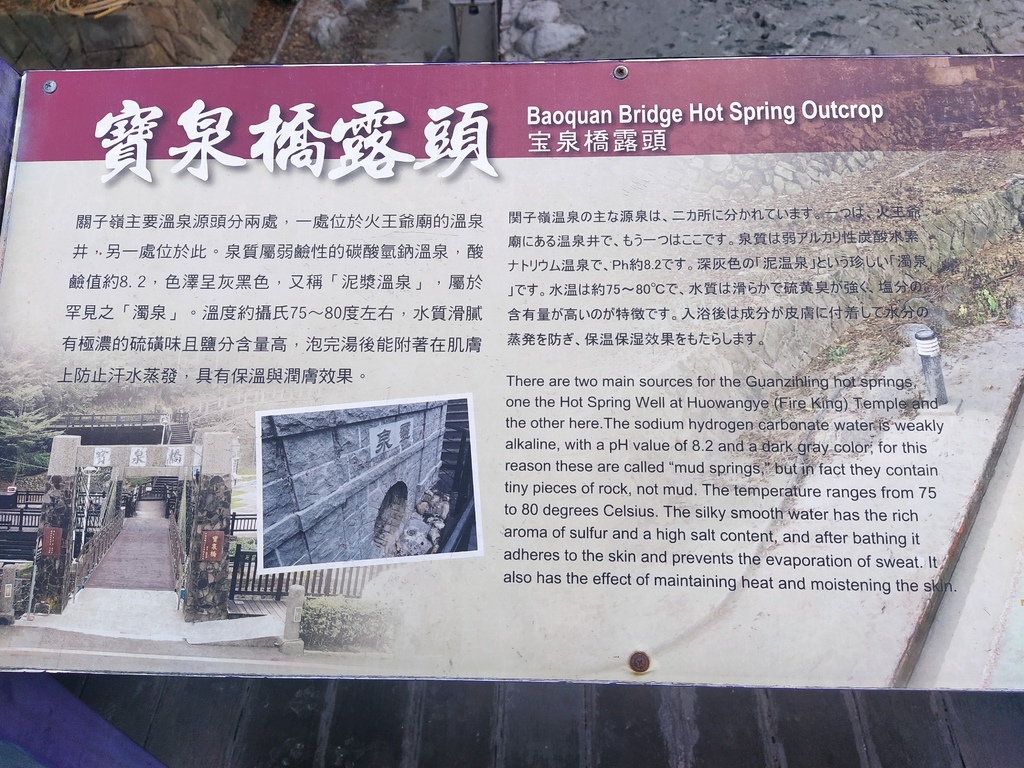 寶泉橋露頭
Baoquan Bridge Hot Spring Outcrop
宝泉橋露頭
關子嶺主要溫泉源頭分兩處，一處位於火王爺廟的溫泉
井，另一處位於此。泉質屬弱鹼性的碳酸氫鈉溫泉，酸
鹼值約8.2，色澤呈灰黑色，又稱「泥漿溫泉」，屬於
罕見之「濁泉」。溫度約攝氏75～80度左右，水質滑膩
有極濃的硫磺味且鹽分含量高，泡完湯後能附著在肌膚
上防止汗水蒸發，具有保溫與潤膚效果。
関子嶺温泉の主な源泉は、二カ所に分かれています。一つは、火王爺
廟にある温泉井で、もう一つはここです。泉質は弱アルカリ性炭酸水素
ナトリウム温泉で、Ph約8.2です。深灰色の「泥温泉」という珍しい「濁泉
」です。水温は約75～80℃で、水質は滑らかで硫黄臭が強く、塩分の
含有量が高いのが特徴です。入浴後は成分が皮膚に付着して水分の
蒸発を防ぎ、保温保湿効果をもたらします。
There are two main sources for the Guanzihling hot springs,
one the Hot Spring Well at Huowangye (Fire King) Temple and
the other here.The sodium hydrogen carbonate water is weakly
alkaline, with a pH value of 8.2 and a dark gray color; for this
reason these are called “mud springs,” but in fact they contain
tiny pieces of rock, not mud. The temperature ranges from 75
to 80 degrees Celsius. The silky smooth water has the rich
aroma of sulfur and a high salt content, and after bathing it
adheres to the skin and prevents the evaporation of sweat. It
also has the effect of maintaining heat and moistening the skin.
寶泉橋
寶泉橋
靈泉